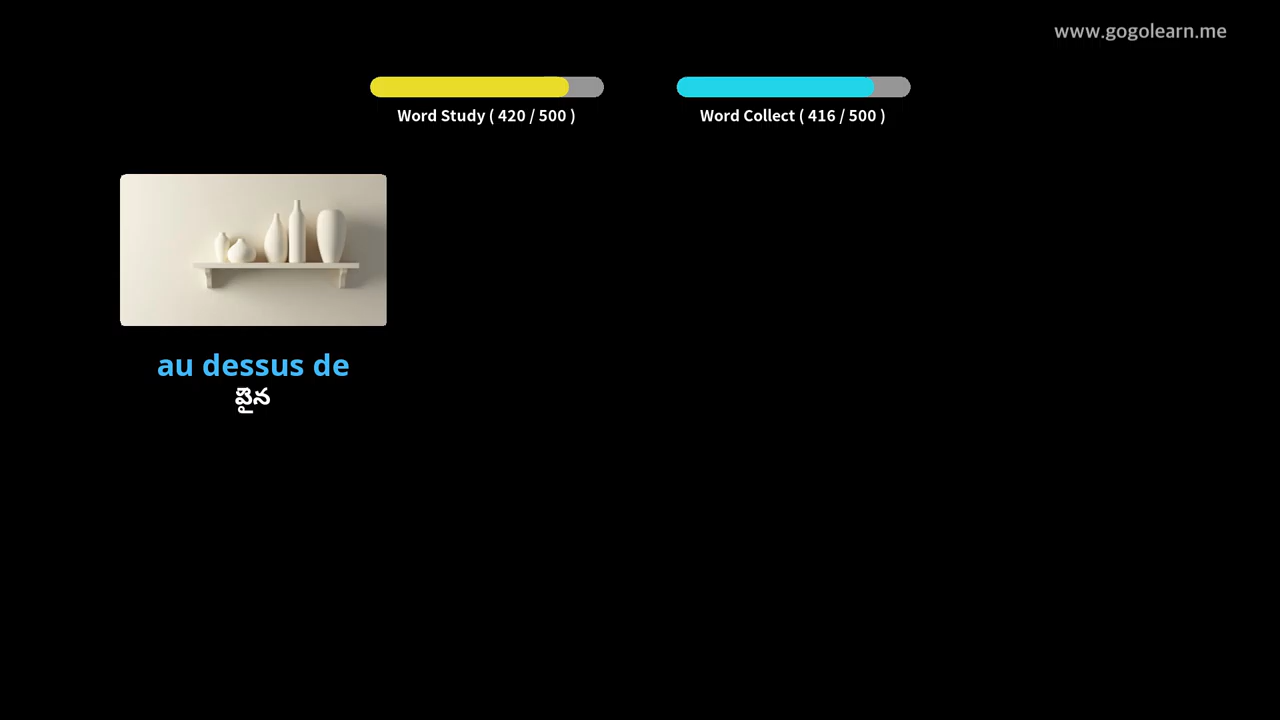 www.gogolearn.me
Word Study ( 420 / 500 )
Word Collect ( 416 / 500 )
au dessus de
పైన